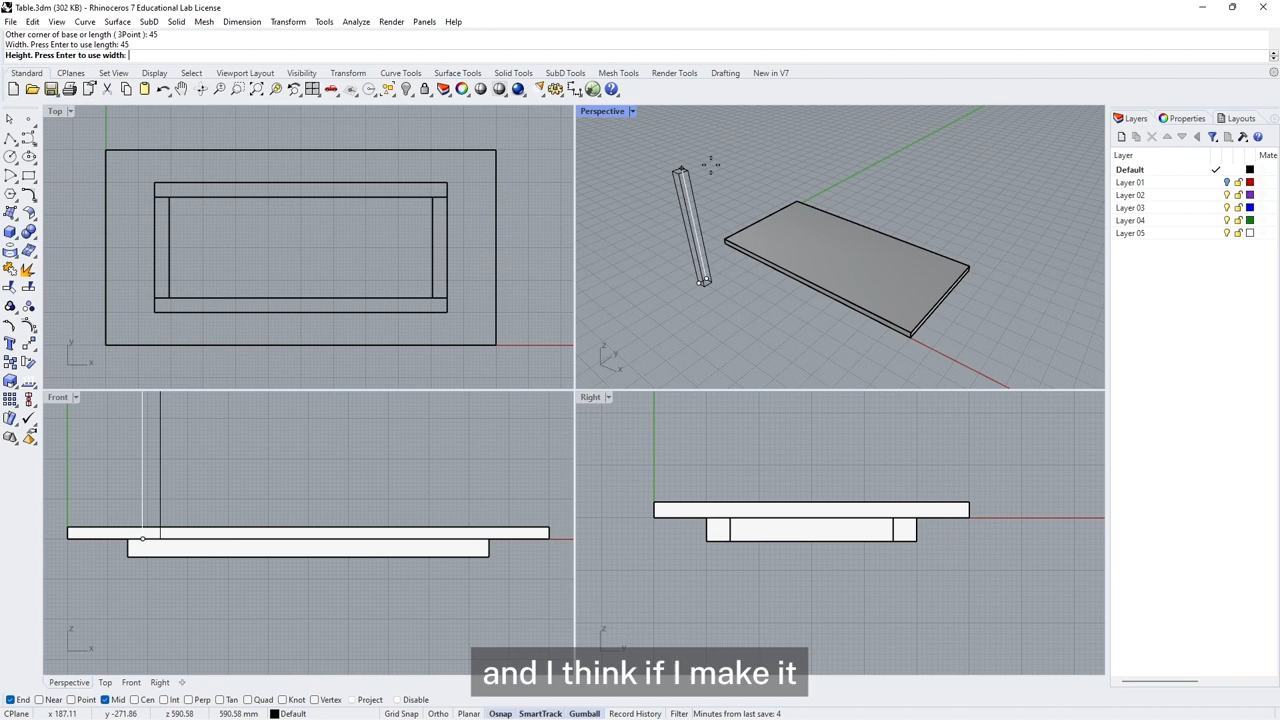 Table.3dm (302 KB) - Rhinoceros 7 Educational Lab License
File Edit View Curve Surface SubD Solid Mesh Dimension Transform Tools Analyze Render Panels Help
Other corner of base or length ( 3Point ): 45
Width. Press Enter to use length: 45
Height. Press Enter to use width:
Standard CPlanes Set View Display Select Viewport Layout Visibility Transform Curve Tools Surface Tools Solid Tools SubD Tools Mesh Tools Render Tools Drafting New in V7
Top
Perspective
Layers Properties Layouts
Layer Mate
Default
Layer 01
Layer 02
Layer 03
Layer 04
Layer 05
y
x
z
y
x
Front
Right
z
x
z
y
and I think if I make it
Perspective Top Front Right
End Near Point Mid Cen Int Perp Tan Quad Knot Vertex Project Disable
CPlane x 187.11 y -271.86 z 590.58 590.58 mm Default Grid Snap Ortho Planar Osnap SmartTrack Gumball Record History Filter Minutes from last save: 4